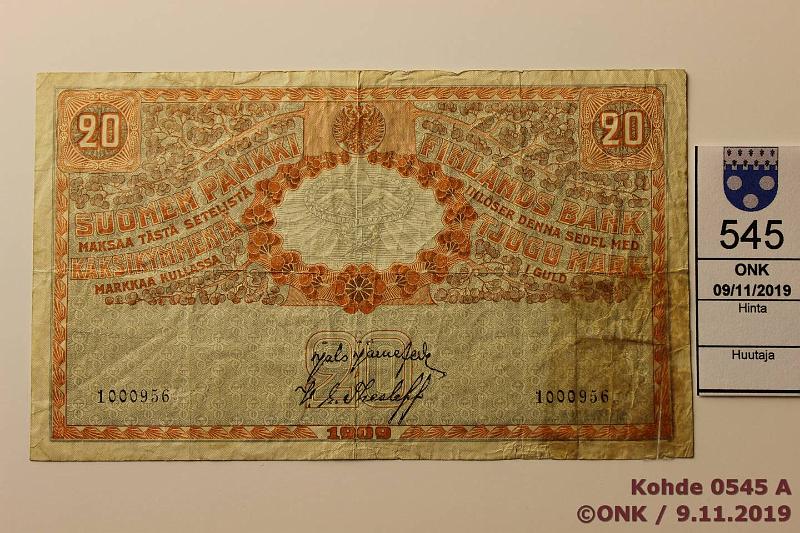 20
20
SUOMEN PANKKI
MAKSAA TÄSTÄ SETELISTÄ
KAKSIKYMMENTÄ
MARKKAA KULLASSA
FINLANDS BANK
INLÖSER DENNA SEDEL MED
TJUGO MARK
I GULD
20
1000956
1000956
1909
545
ONK
09/11/2019
Hinta
Huutaja
Kohde 0545 A
©ONK / 9.11.2019